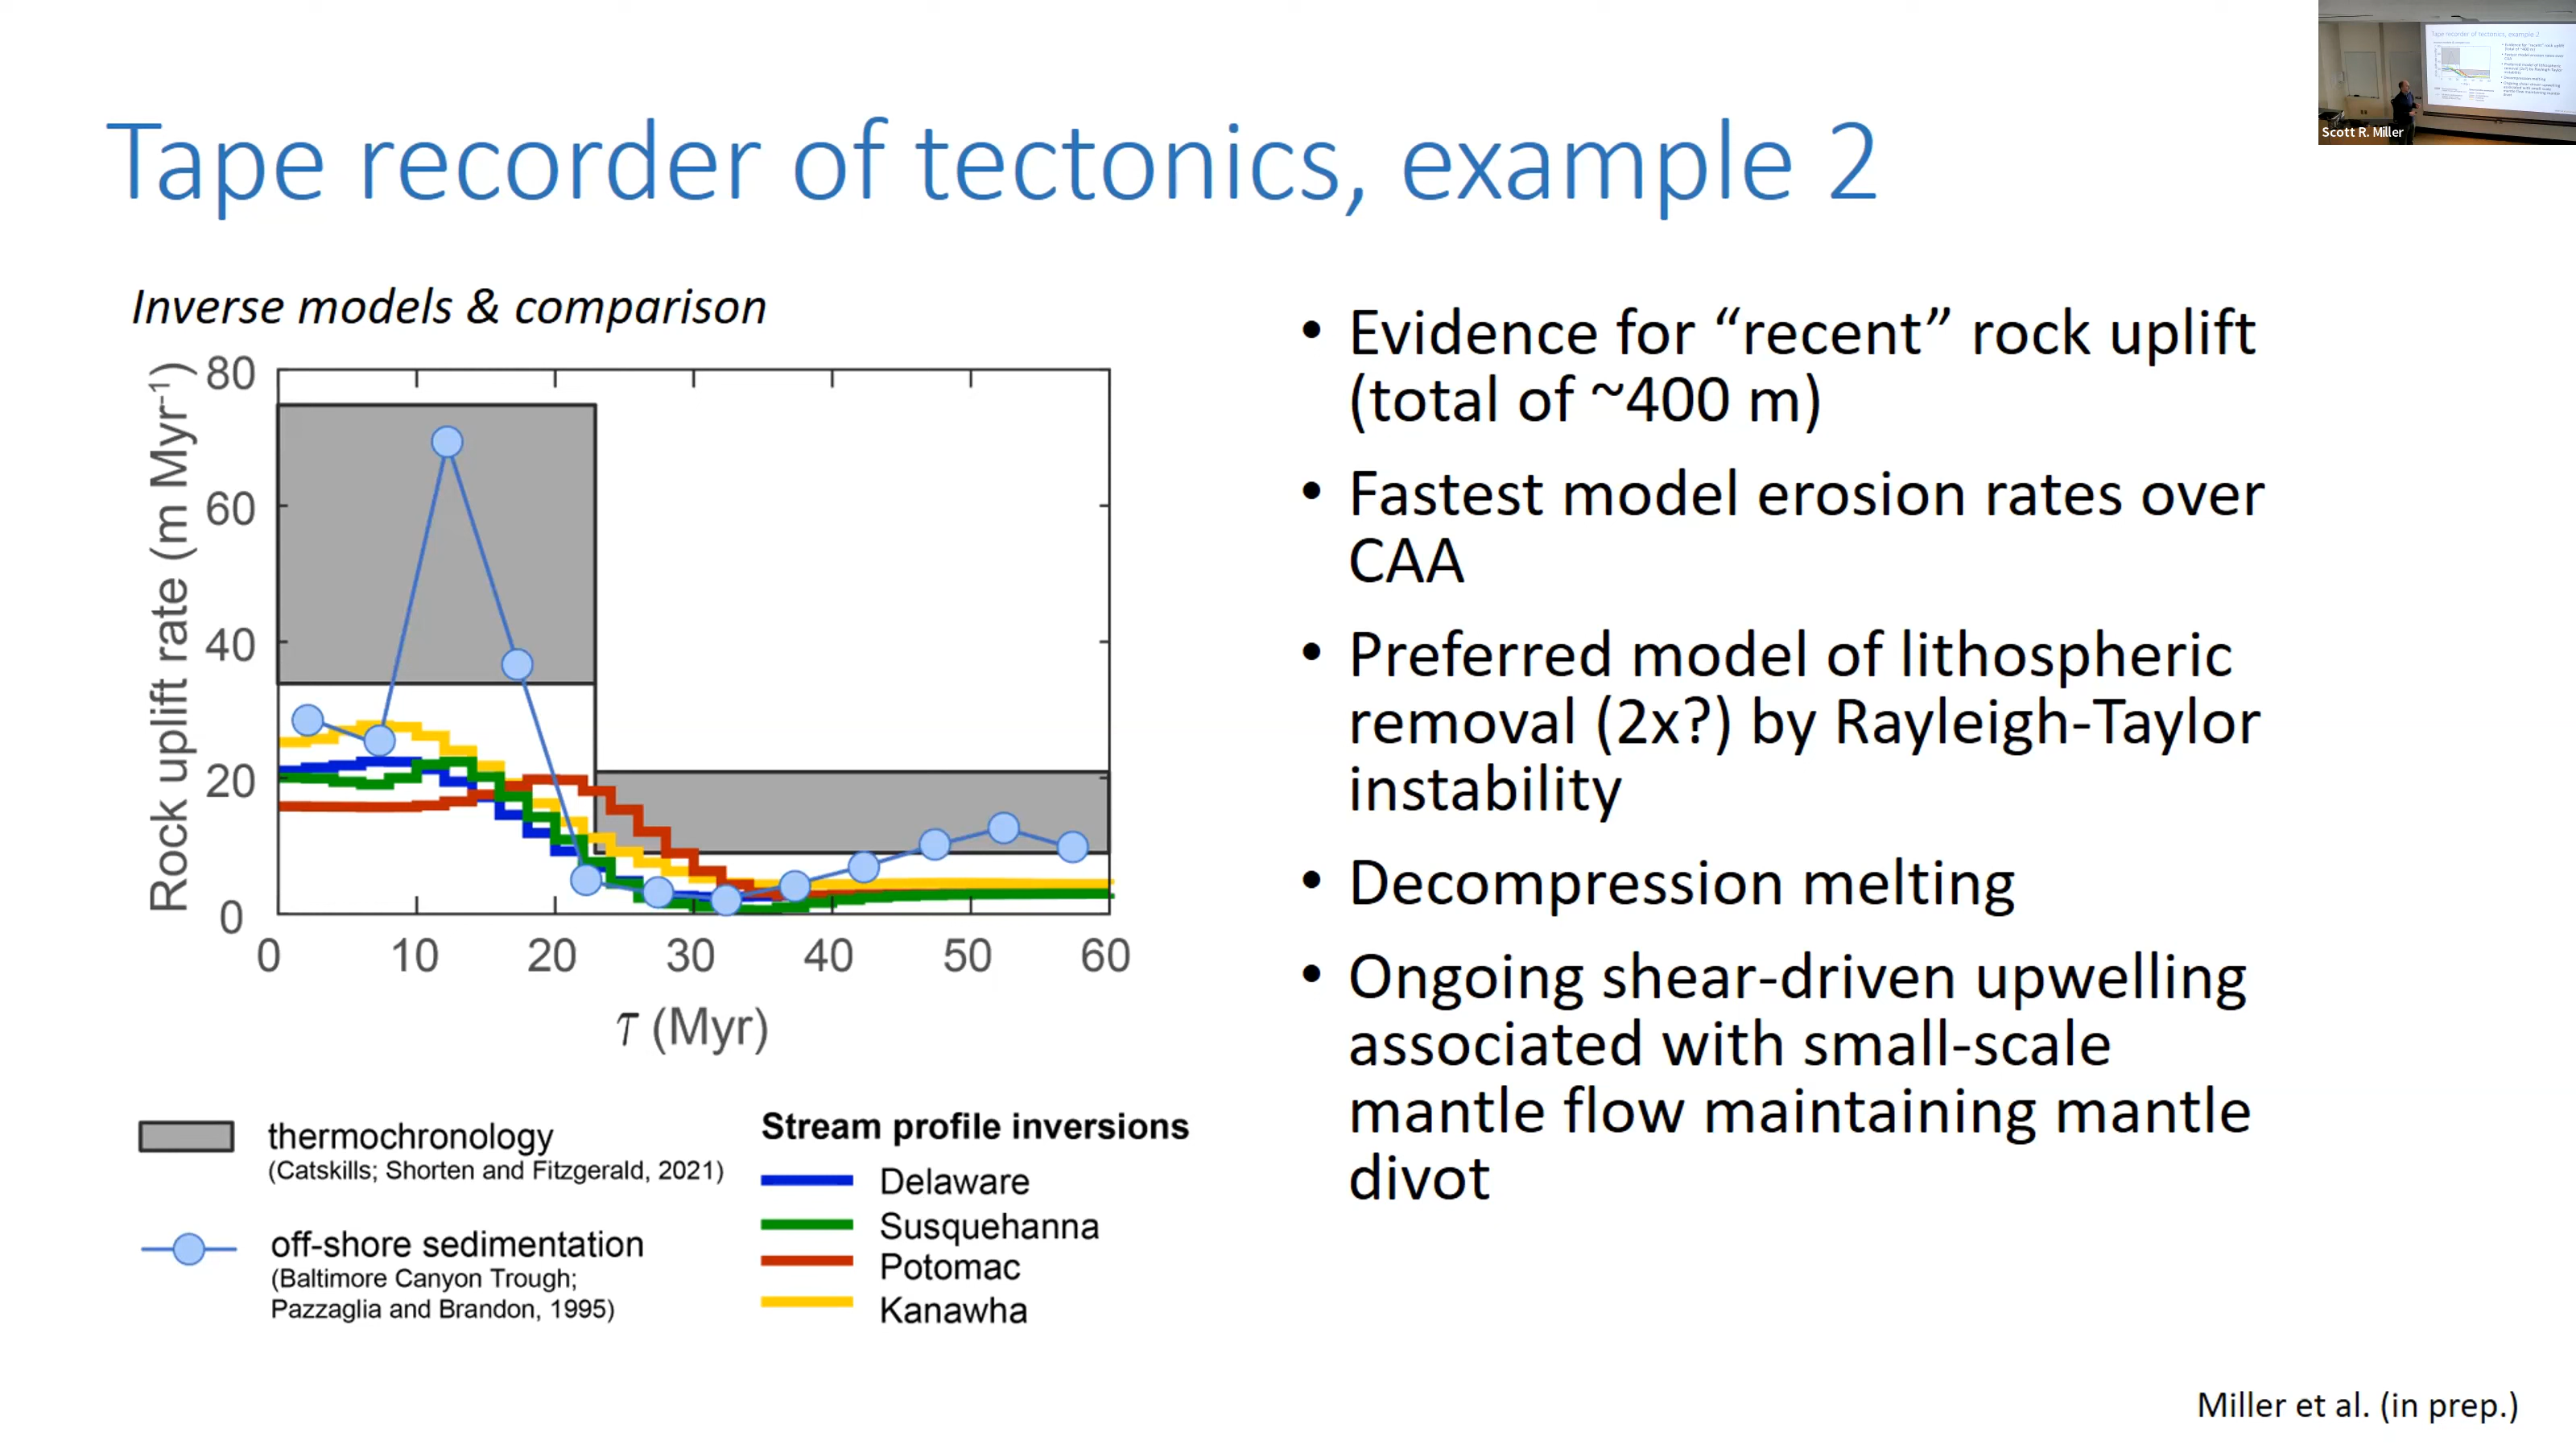 Scott R. Miller
Tape recorder of tectonics, example 2
Inverse models & comparison
Rock uplift rate (m Myr⁻¹)
80
60
40
20
0
0 10 20 30 40 50 60
τ (Myr)
thermochronology
(Catskills; Shorten and Fitzgerald, 2021)
off-shore sedimentation
(Baltimore Canyon Trough;
Pazzaglia and Brandon, 1995)
Stream profile inversions
Delaware
Susquehanna
Potomac
Kanawha
• Evidence for “recent” rock uplift
(total of ~400 m)
• Fastest model erosion rates over
CAA
• Preferred model of lithospheric
removal (2x?) by Rayleigh-Taylor
instability
• Decompression melting
• Ongoing shear-driven upwelling
associated with small-scale
mantle flow maintaining mantle
divot
Miller et al. (in prep.)